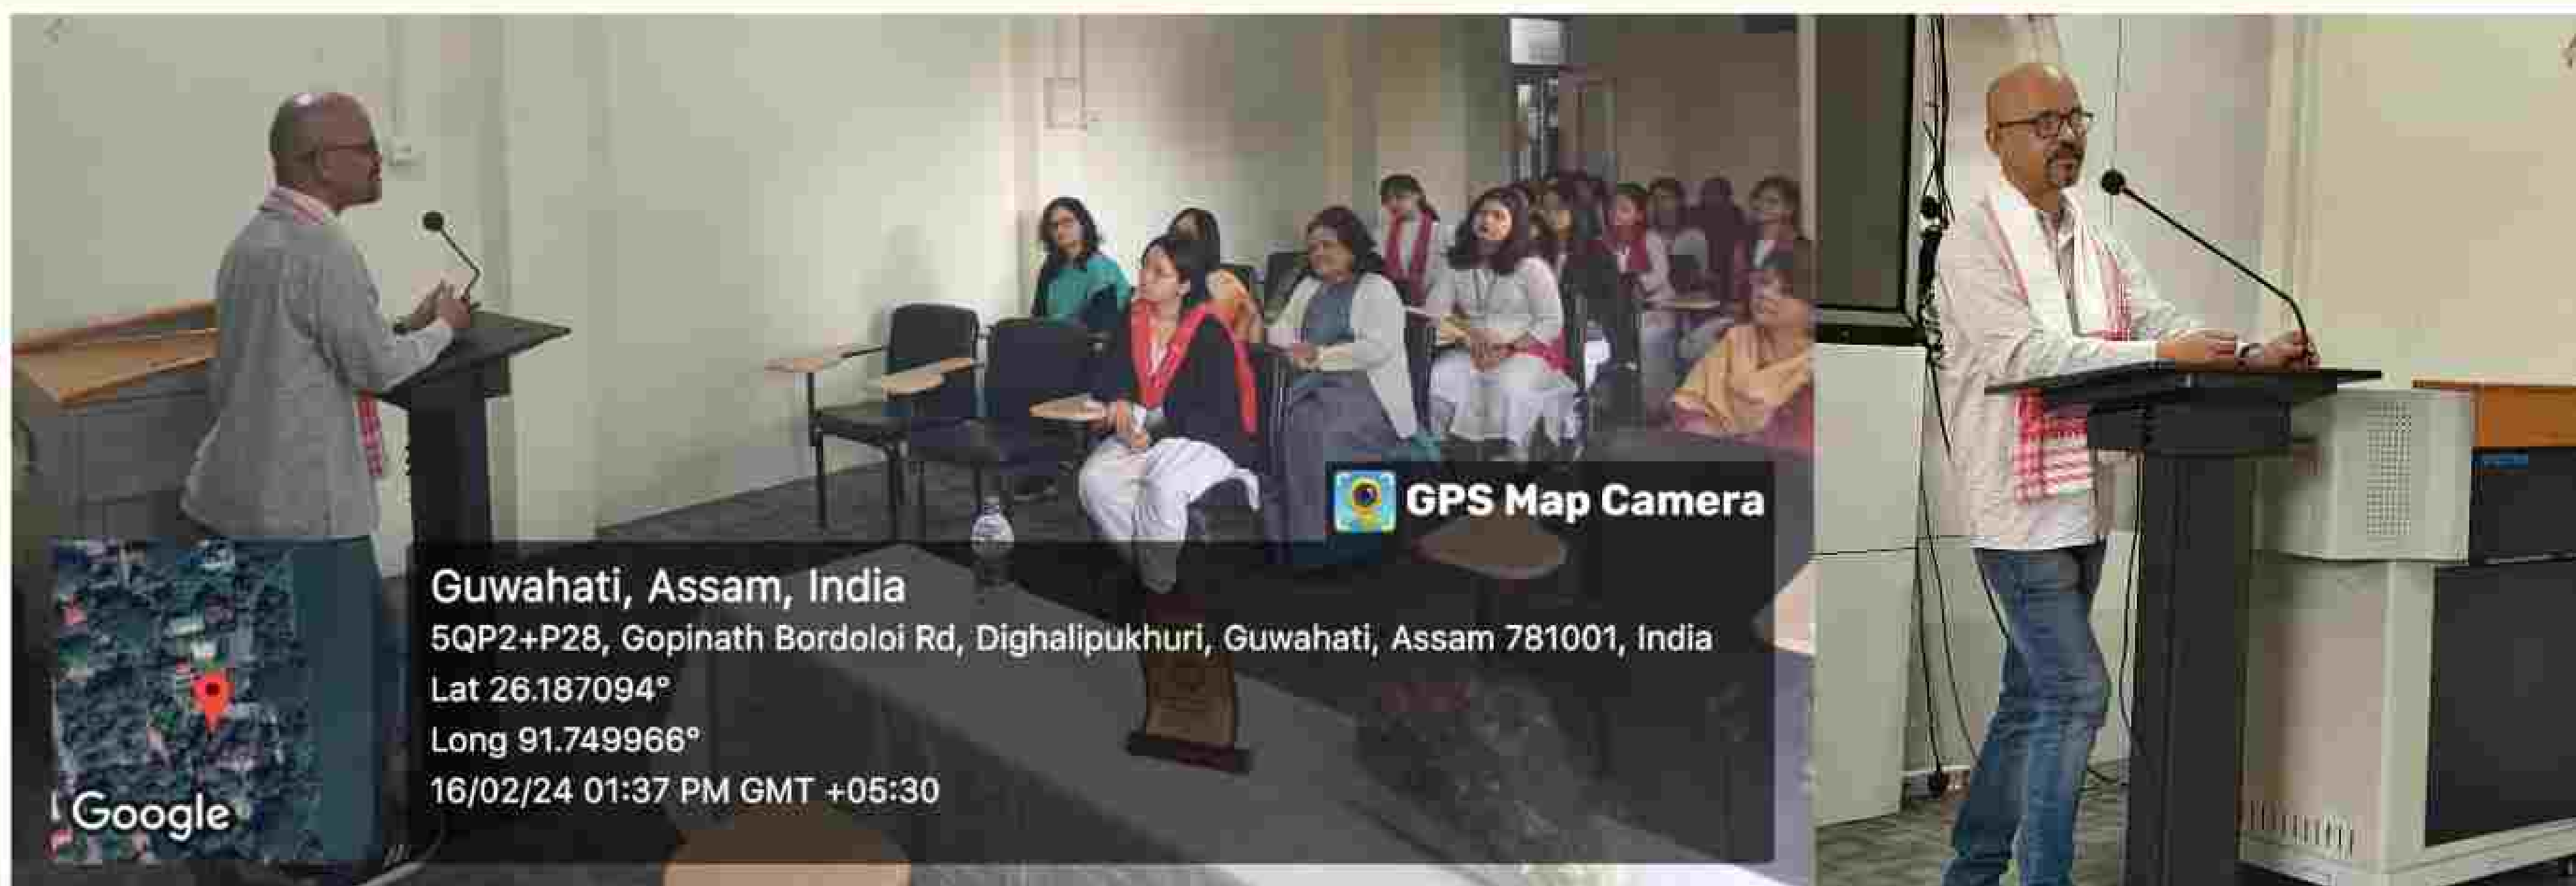 GPS Map Camera
Guwahati, Assam, India
5QP2+P28, Gopinath Bordoloi Rd, Dighalipukhuri, Guwahati, Assam 781001, India
Lat 26.187094°
Long 91.749966°
16/02/24 01:37 PM GMT +05:30
Google